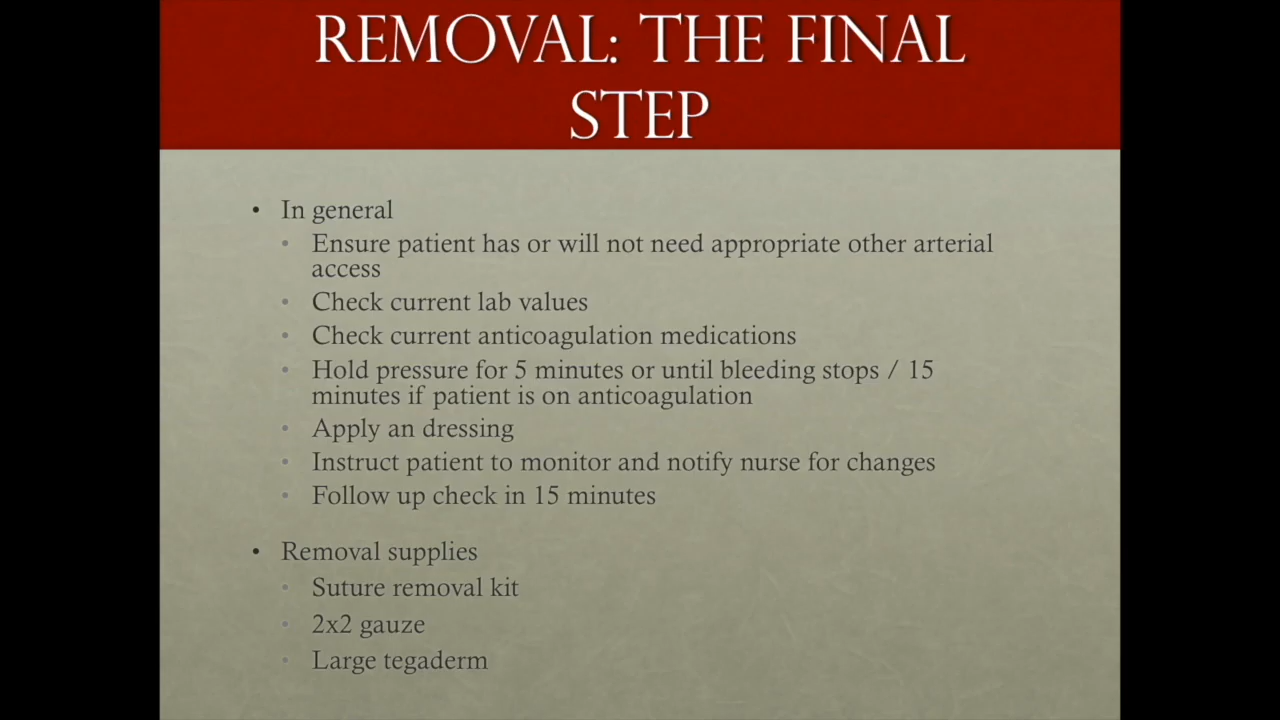 REMOVAL: THE FINAL
STEP
• In general
• Ensure patient has or will not need appropriate other arterial
access
• Check current lab values
• Check current anticoagulation medications
• Hold pressure for 5 minutes or until bleeding stops / 15
minutes if patient is on anticoagulation
• Apply an dressing
• Instruct patient to monitor and notify nurse for changes
• Follow up check in 15 minutes
• Removal supplies
• Suture removal kit
• 2x2 gauze
• Large tegaderm